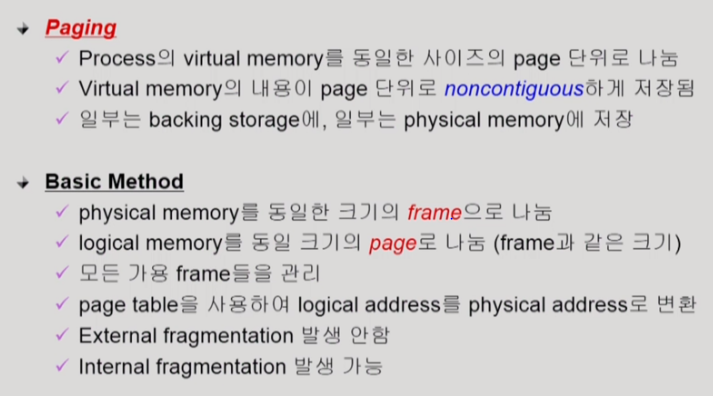 Paging
Process의 virtual memory를 동일한 사이즈의 page 단위로 나눔
Virtual memory의 내용이 page 단위로 noncontiguous하게 저장됨
일부는 backing storage에, 일부는 physical memory에 저장
Basic Method
physical memory를 동일한 크기의 frame으로 나눔
logical memory를 동일 크기의 page로 나눔 (frame과 같은 크기)
모든 가용 frame들을 관리
page table을 사용하여 logical address를 physical address로 변환
External fragmentation 발생 안함
Internal fragmentation 발생 가능